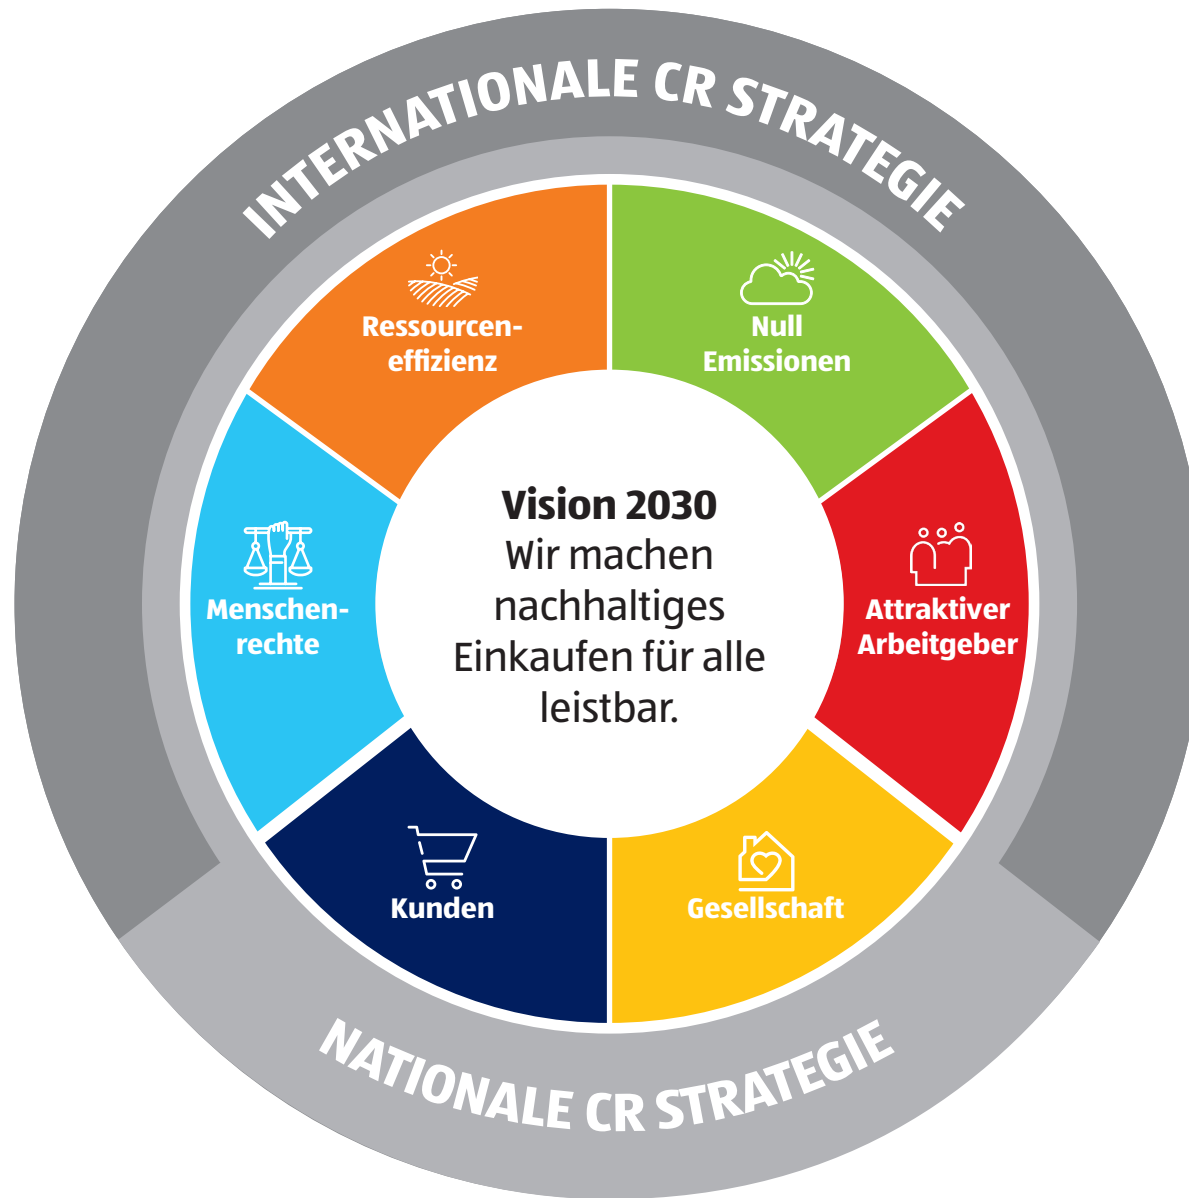 INTERNATIONALE CR STRATEGIE
Ressourcen-
effizienz
Null
Emissionen
Menschen-
rechte
Vision 2030
Wir machen
nachhaltiges
Einkaufen für alle
leistbar.
Attraktiver
Arbeitgeber
Kunden
Gesellschaft
NATIONALE CR STRATEGIE